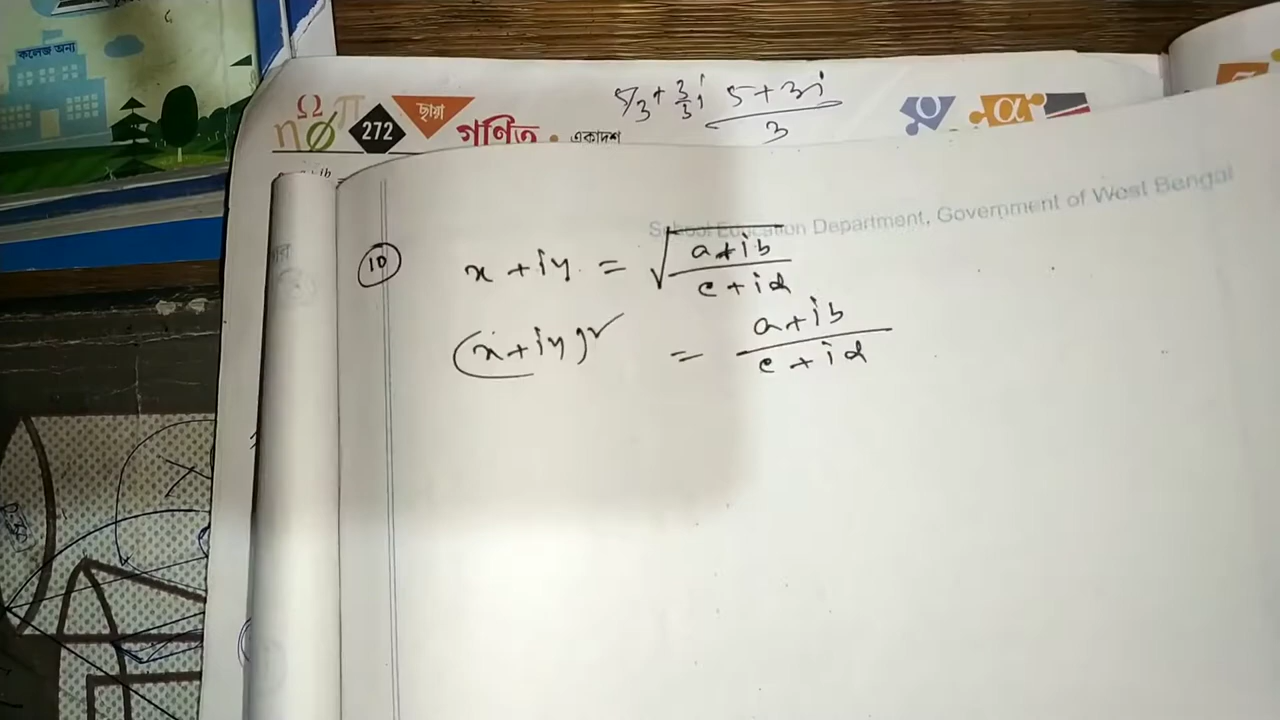 কলেজ অন্য
5/3 + 3/3 i (5+3i)/3
Ω π n ø 272 ছায়া গণিত • একাদশ υ α
School Education Department, Government of West Bengal
10 x + iy = √((a+ib)/(c+id))
(x+iy)² = (a+ib)/(c+id)